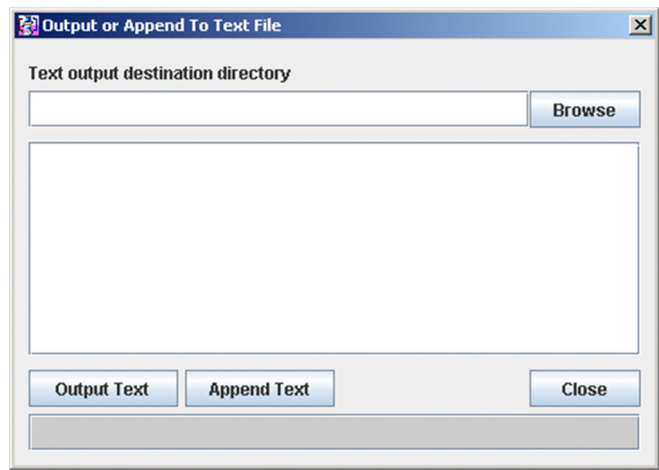 Output or Append To Text File
Text output destination directory
Browse
Output Text Append Text Close